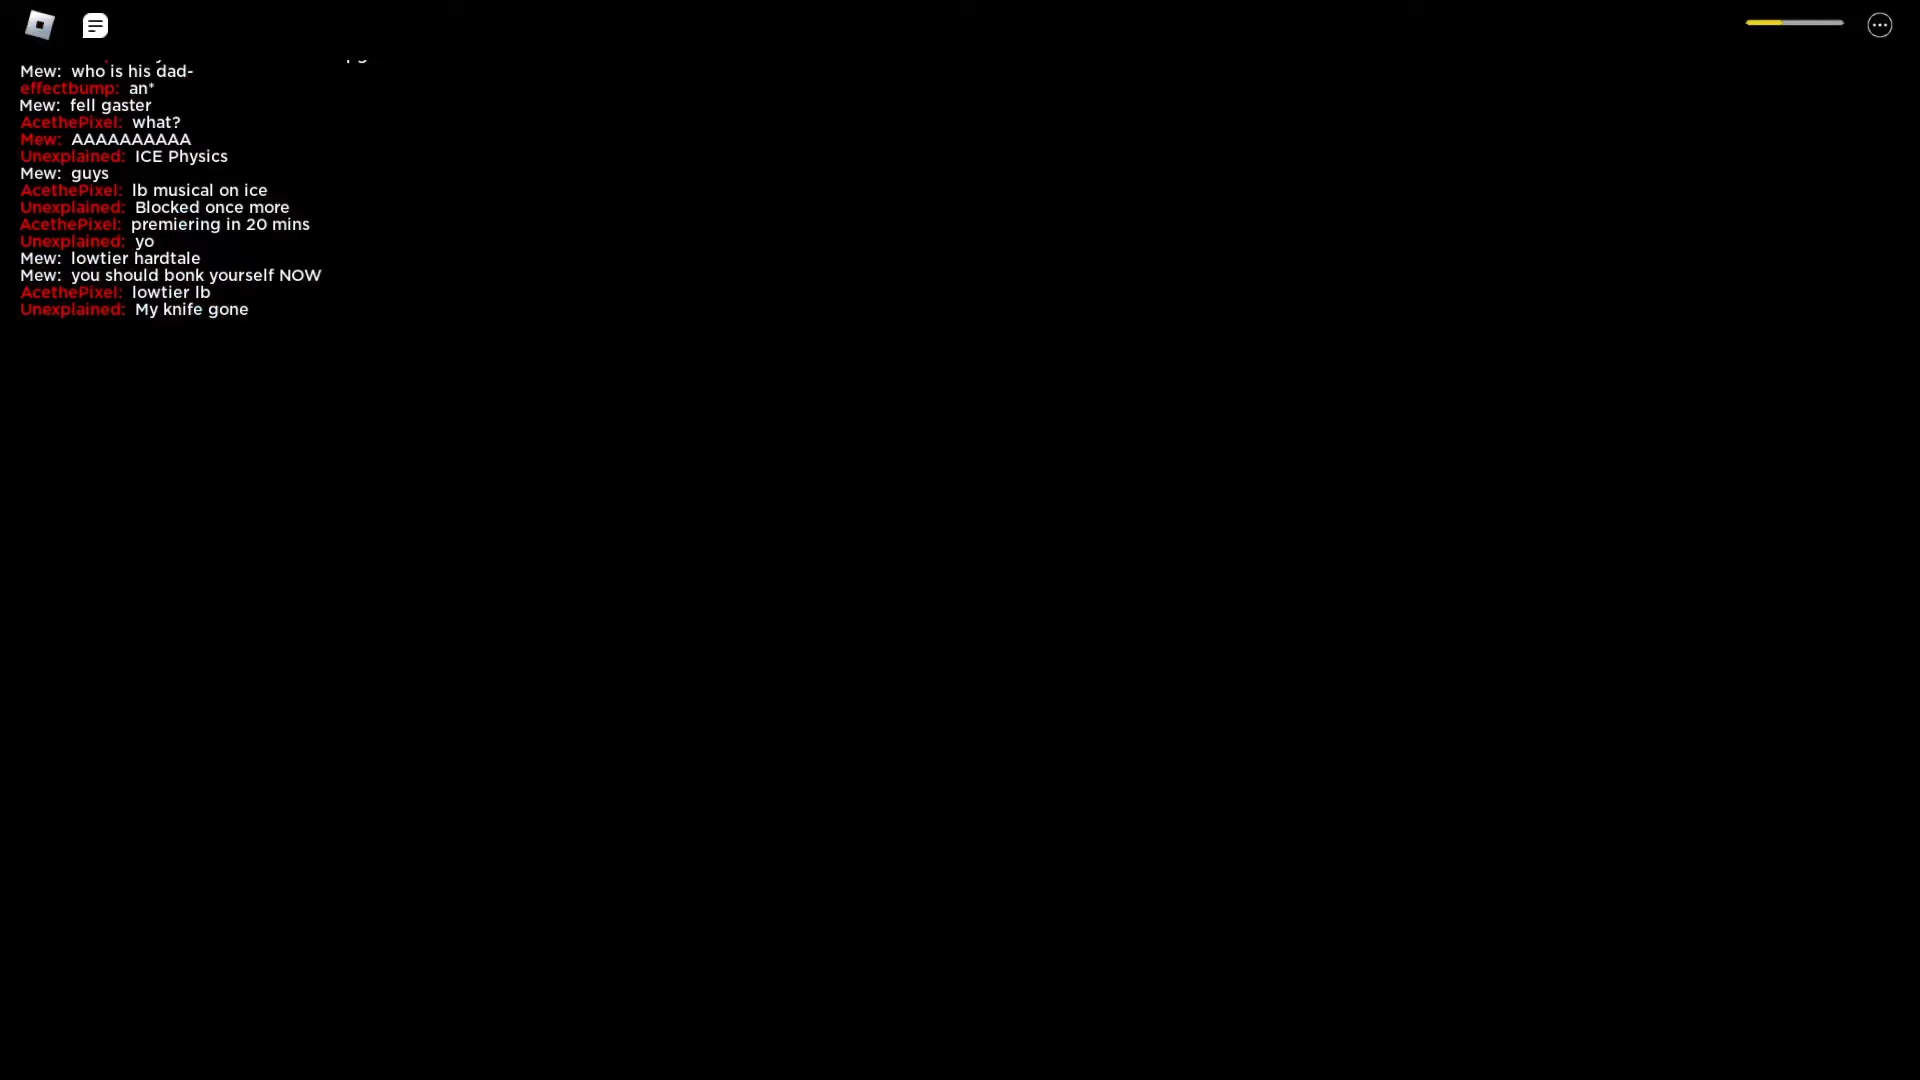 Mew: who is his dad-
effectbump: an*
Mew: fell gaster
AcethePixel: what?
Mew: AAAAAAAAAA
Unexplained: ICE Physics
Mew: guys
AcethePixel: lb musical on ice
Unexplained: Blocked once more
AcethePixel: premiering in 20 mins
Unexplained: yo
Mew: lowtier hardtale
Mew: you should bonk yourself NOW
AcethePixel: lowtier lb
Unexplained: My knife gone